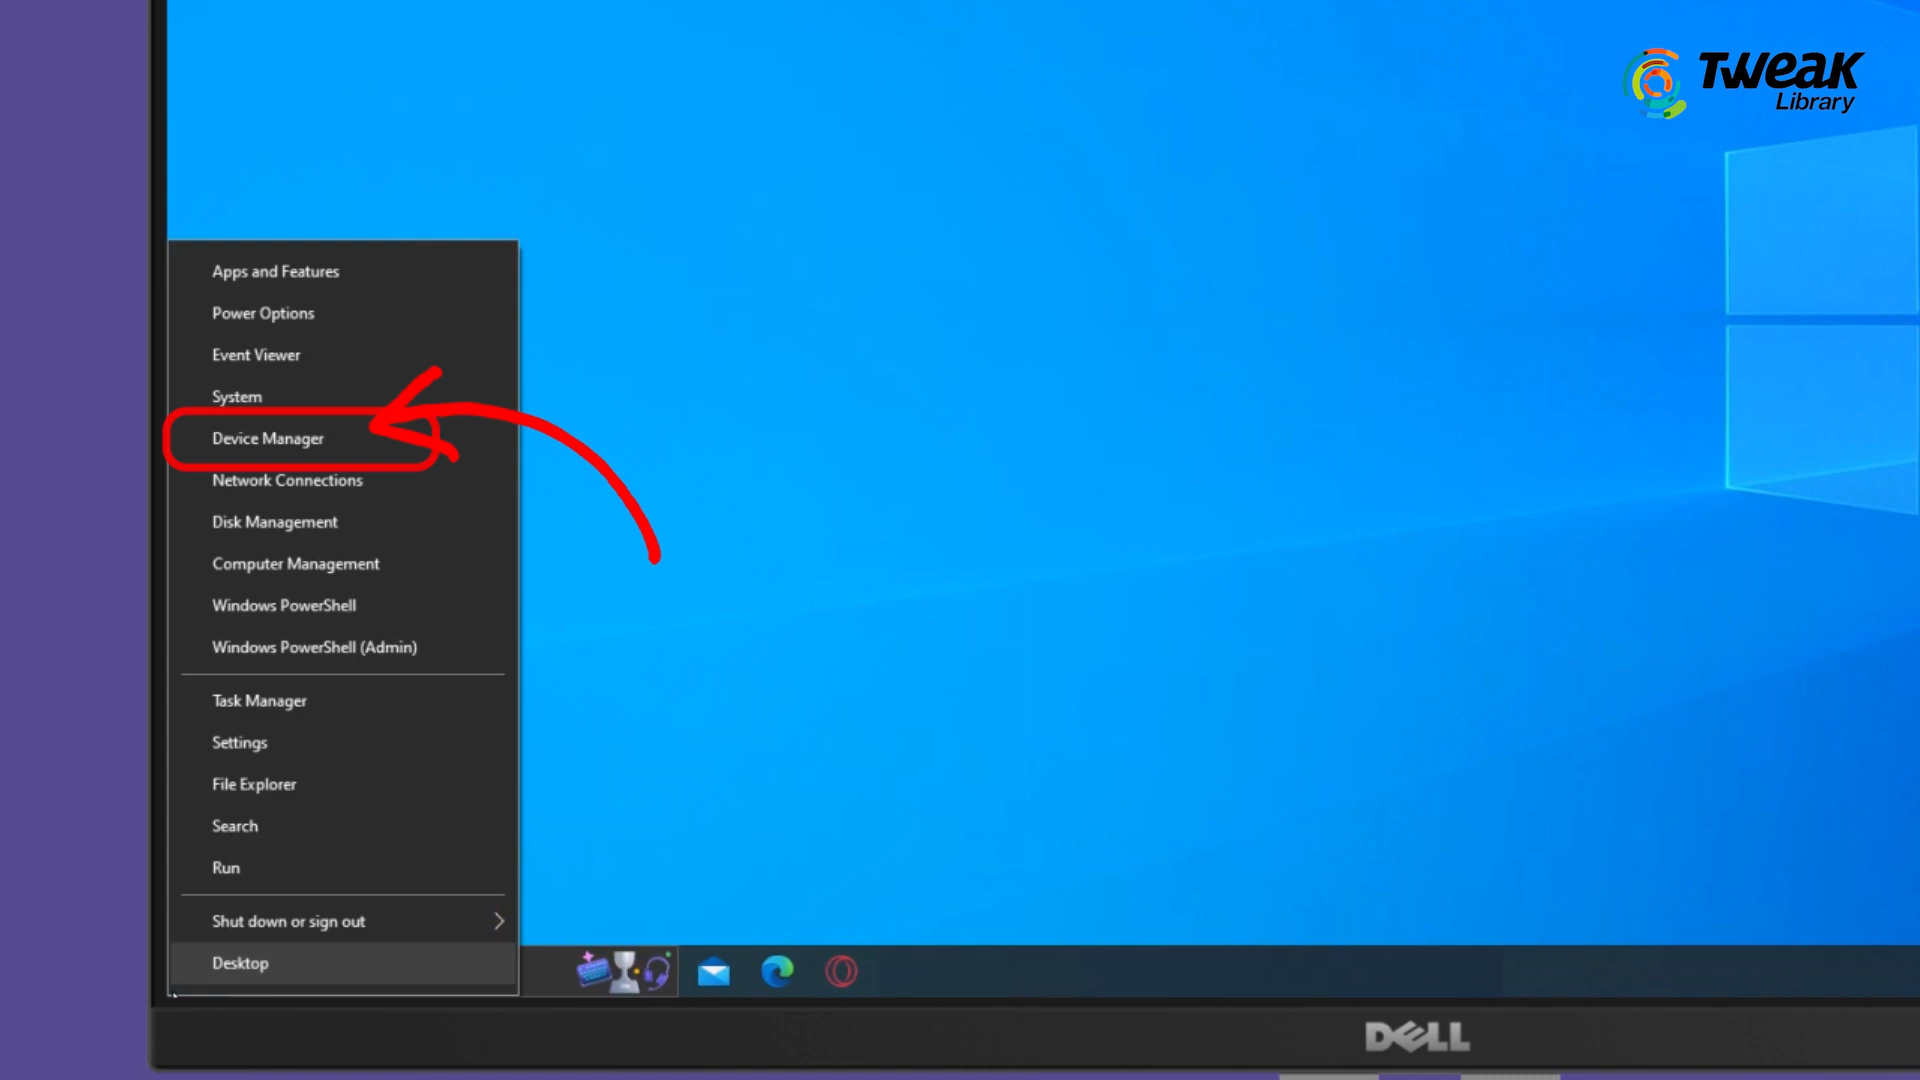 TWeaK
Library
Apps and Features
Power Options
Event Viewer
System
Device Manager
Network Connections
Disk Management
Computer Management
Windows PowerShell
Windows PowerShell (Admin)
Task Manager
Settings
File Explorer
Search
Run
Shut down or sign out
Desktop
DELL